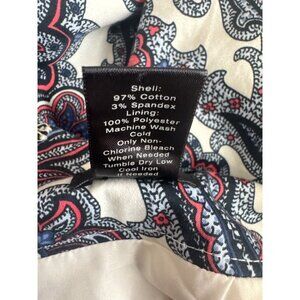 Shell:
97% Cotton
3% Spandex
Lining:
100% Polyester
Machine Wash
Cold
Only Non-
Chlorine Bleach
When Needed
Tumble Dry Low
Cool Iron
If Needed